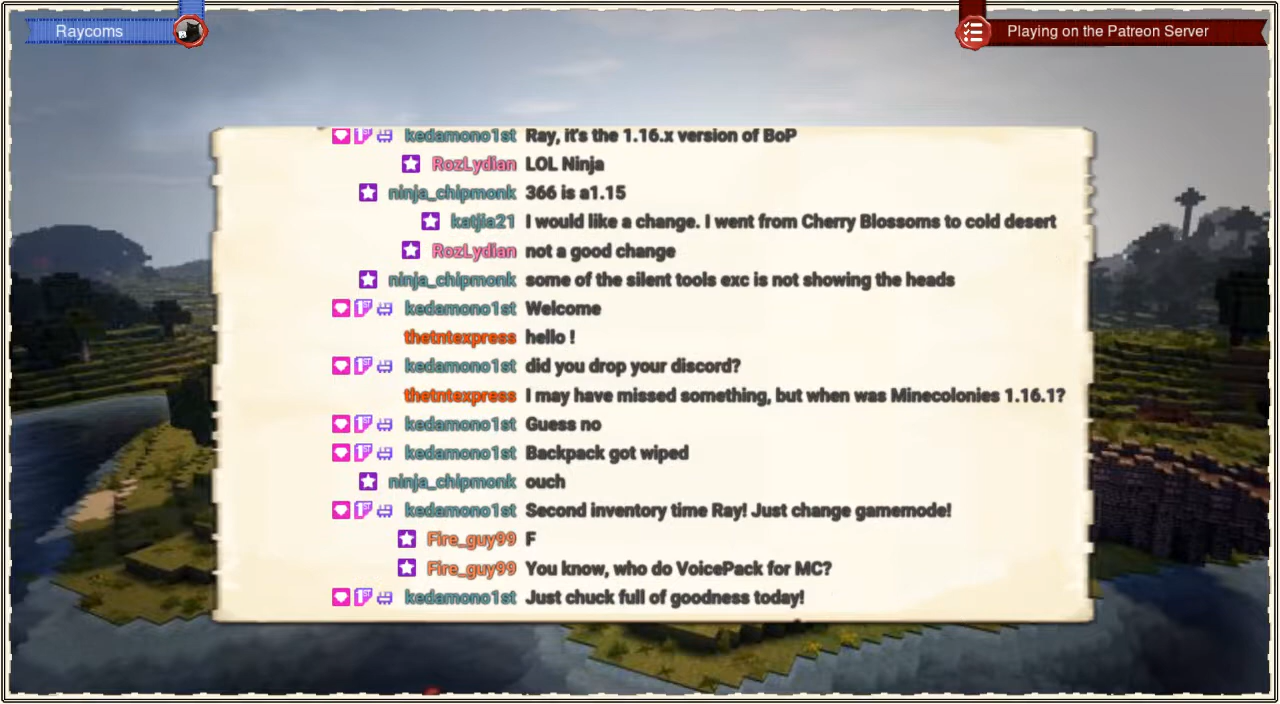 Raycoms
Playing on the Patreon Server
kedamono1st Ray, it's the 1.16.x version of BoP
RozLydian LOL Ninja
ninja_chipmonk 366 is a1.15
katjia21 I would like a change. I went from Cherry Blossoms to cold desert
RozLydian not a good change
ninja_chipmonk some of the silent tools exc is not showing the heads
kedamono1st Welcome
thetntexpress hello !
kedamono1st did you drop your discord?
thetntexpress I may have missed something, but when was Minecolonies 1.16.1?
kedamono1st Guess no
kedamono1st Backpack got wiped
ninja_chipmonk ouch
kedamono1st Second inventory time Ray! Just change gamemode!
Fire_guy99 F
Fire_guy99 You know, who do VoicePack for MC?
kedamono1st Just chuck full of goodness today!